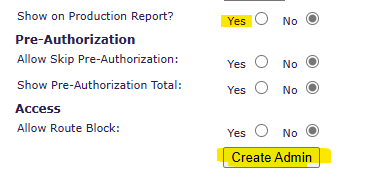 Show on Production Report? Yes No
Pre-Authorization
Allow Skip Pre-Authorization: Yes No
Show Pre-Authorization Total: Yes No
Access
Allow Route Block: Yes No
Create Admin